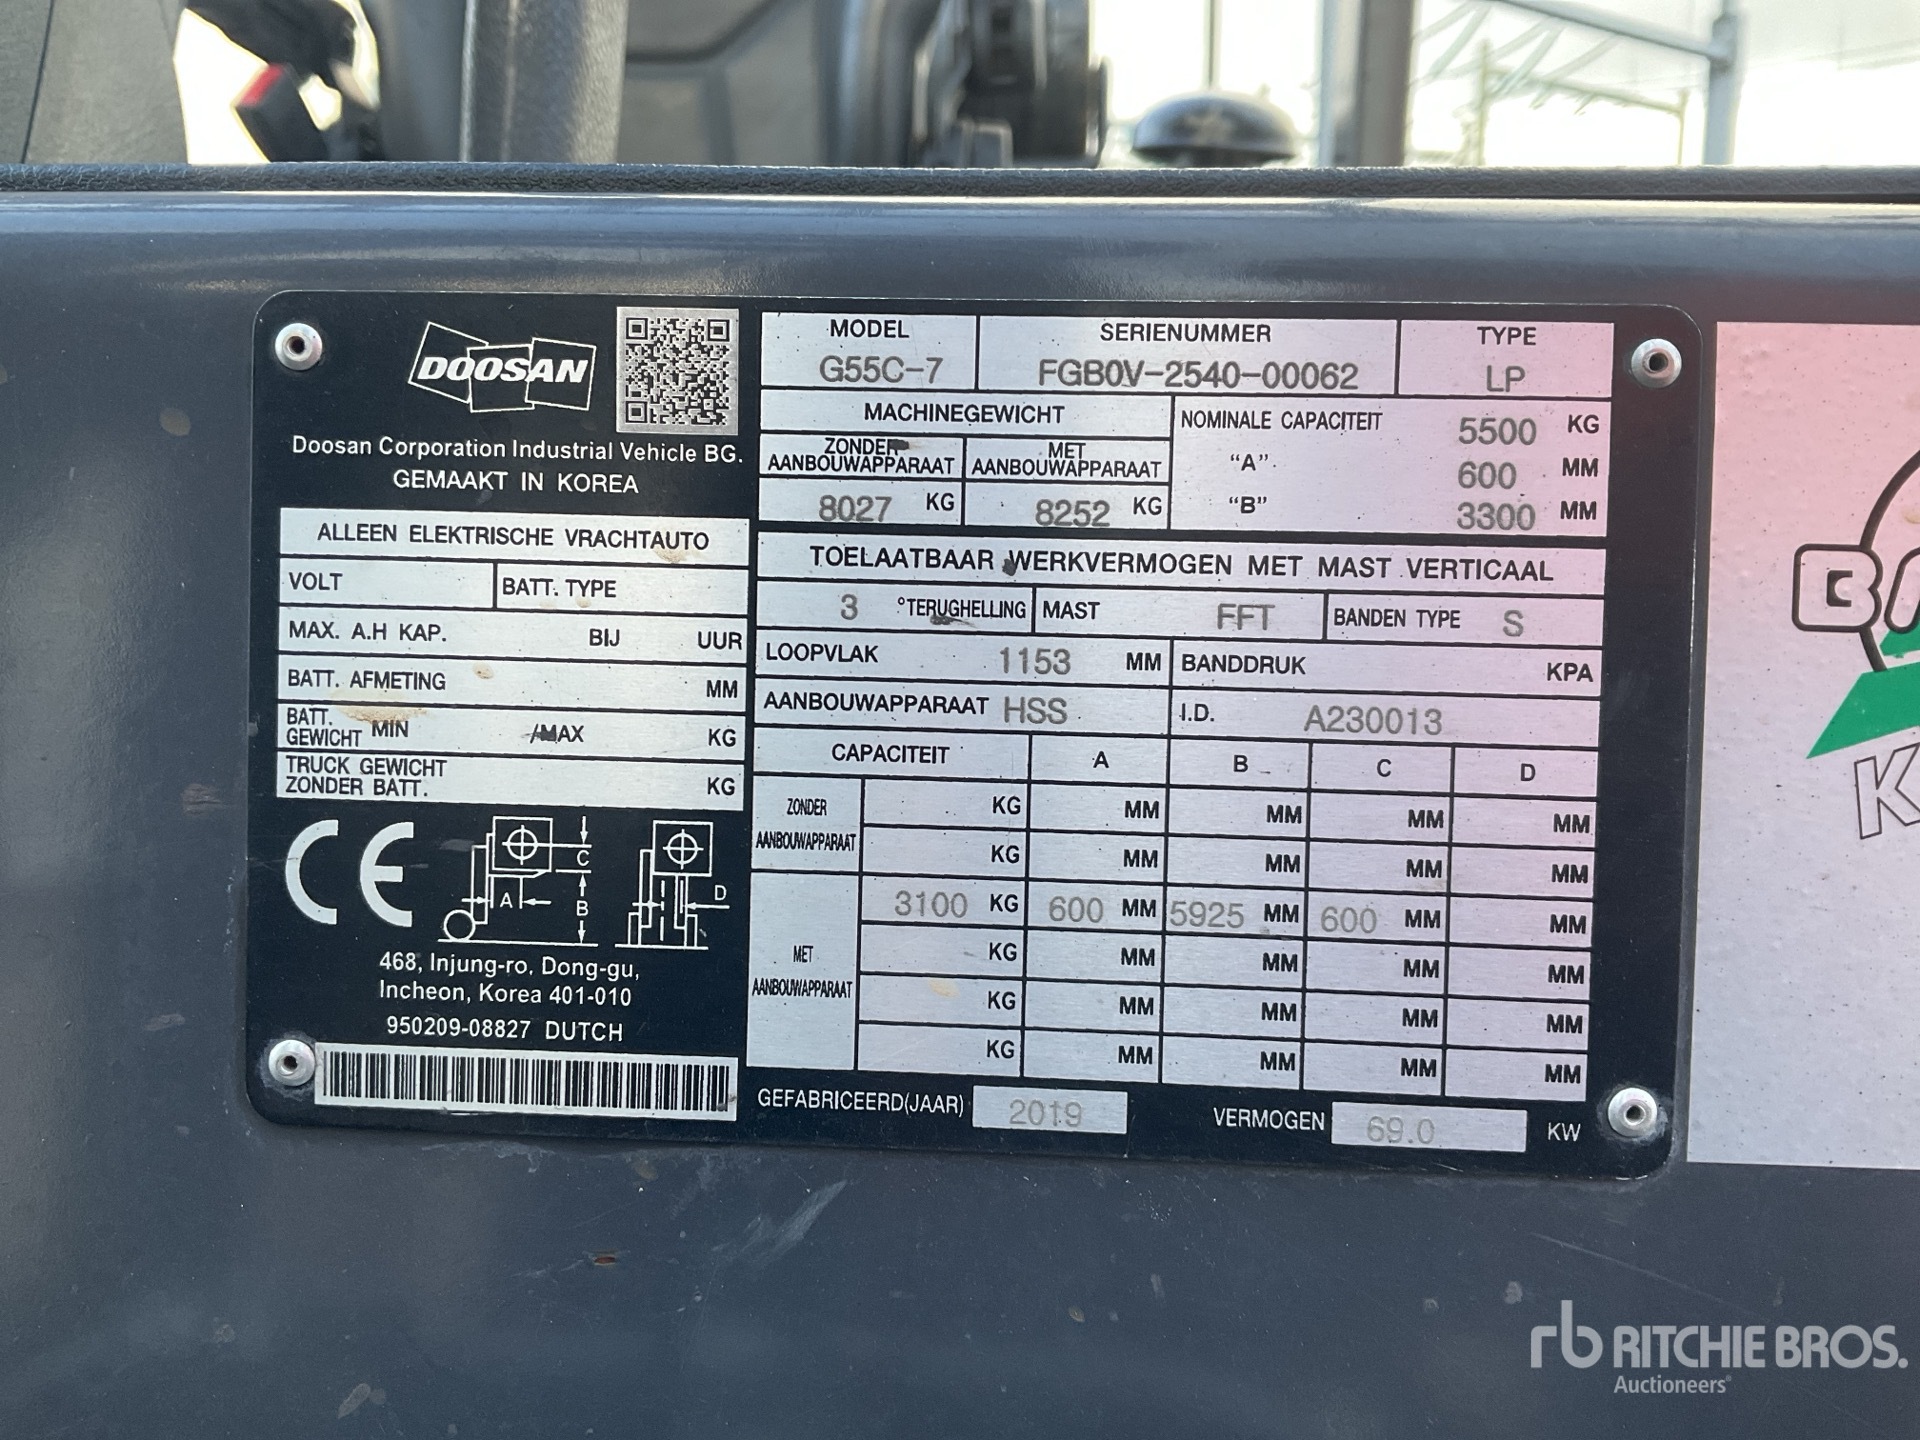 DOOSAN
Doosan Corporation Industrial Vehicle BG.
GEMAAKT IN KOREA
ALLEEN ELEKTRISCHE VRACHTAUTO
VOLT BATT. TYPE
MAX. A.H KAP. BIJ UUR
BATT. AFMETING MM
BATT. GEWICHT MIN /MAX KG
TRUCK GEWICHT ZONDER BATT. KG
CE
A B C D
468, Injung-ro, Dong-gu,
Incheon, Korea 401-010
950209-08827 DUTCH
MODEL SERIENUMMER TYPE
G55C-7 FGB0V-2540-00062 LP
MACHINEGEWICHT
ZONDER AANBOUWAPPARAAT MET AANBOUWAPPARAAT
8027 KG 8252 KG
NOMINALE CAPACITEIT 5500 KG
"A". 600 MM
"B" 3300 MM
TOELAATBAAR WERKVERMOGEN MET MAST VERTICAAL
3 °TERUGHELLING MAST FFT BANDEN TYPE S
LOOPVLAK 1153 MM BANDDRUK KPA
AANBOUWAPPARAAT HSS I.D. A230013
CAPACITEIT A B C D
ZONDER AANBOUWAPPARAAT
KG MM MM MM MM
KG MM MM MM MM
MET AANBOUWAPPARAAT
3100 KG 600 MM 5925 MM 600 MM MM
KG MM MM MM MM
KG MM MM MM MM
KG MM MM MM MM
GEFABRICEERD(JAAR) 2019 VERMOGEN 69.0 KW
rb RITCHIE BROS.
Auctioneers